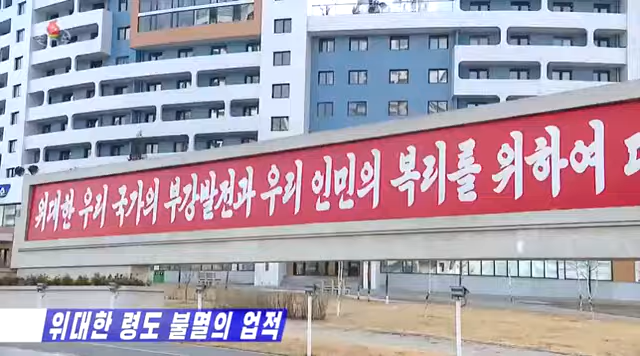 위대한 우리 국가의 부강발전과 우리 인민의 복리를 위하여
위대한 령도 불멸의 업적